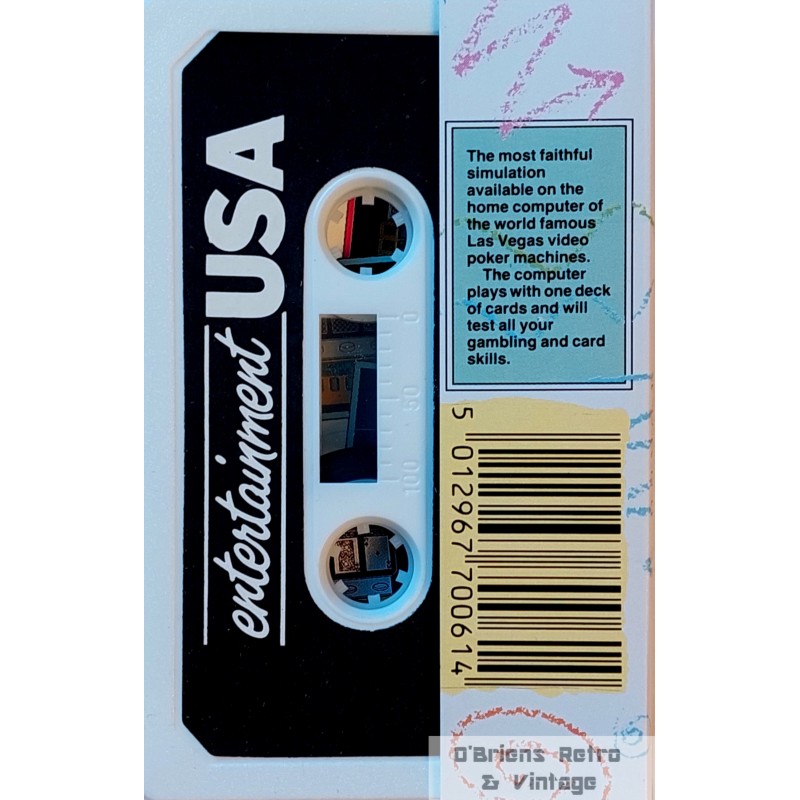 entertainment USA
0
50
100
The most faithful
simulation
available on the
home computer of
the world famous
Las Vegas video
poker machines.
The computer
plays with one deck
of cards and will
test all your
gambling and card
skills.
5 012967 700614
O'Briens Retro
& Vintage